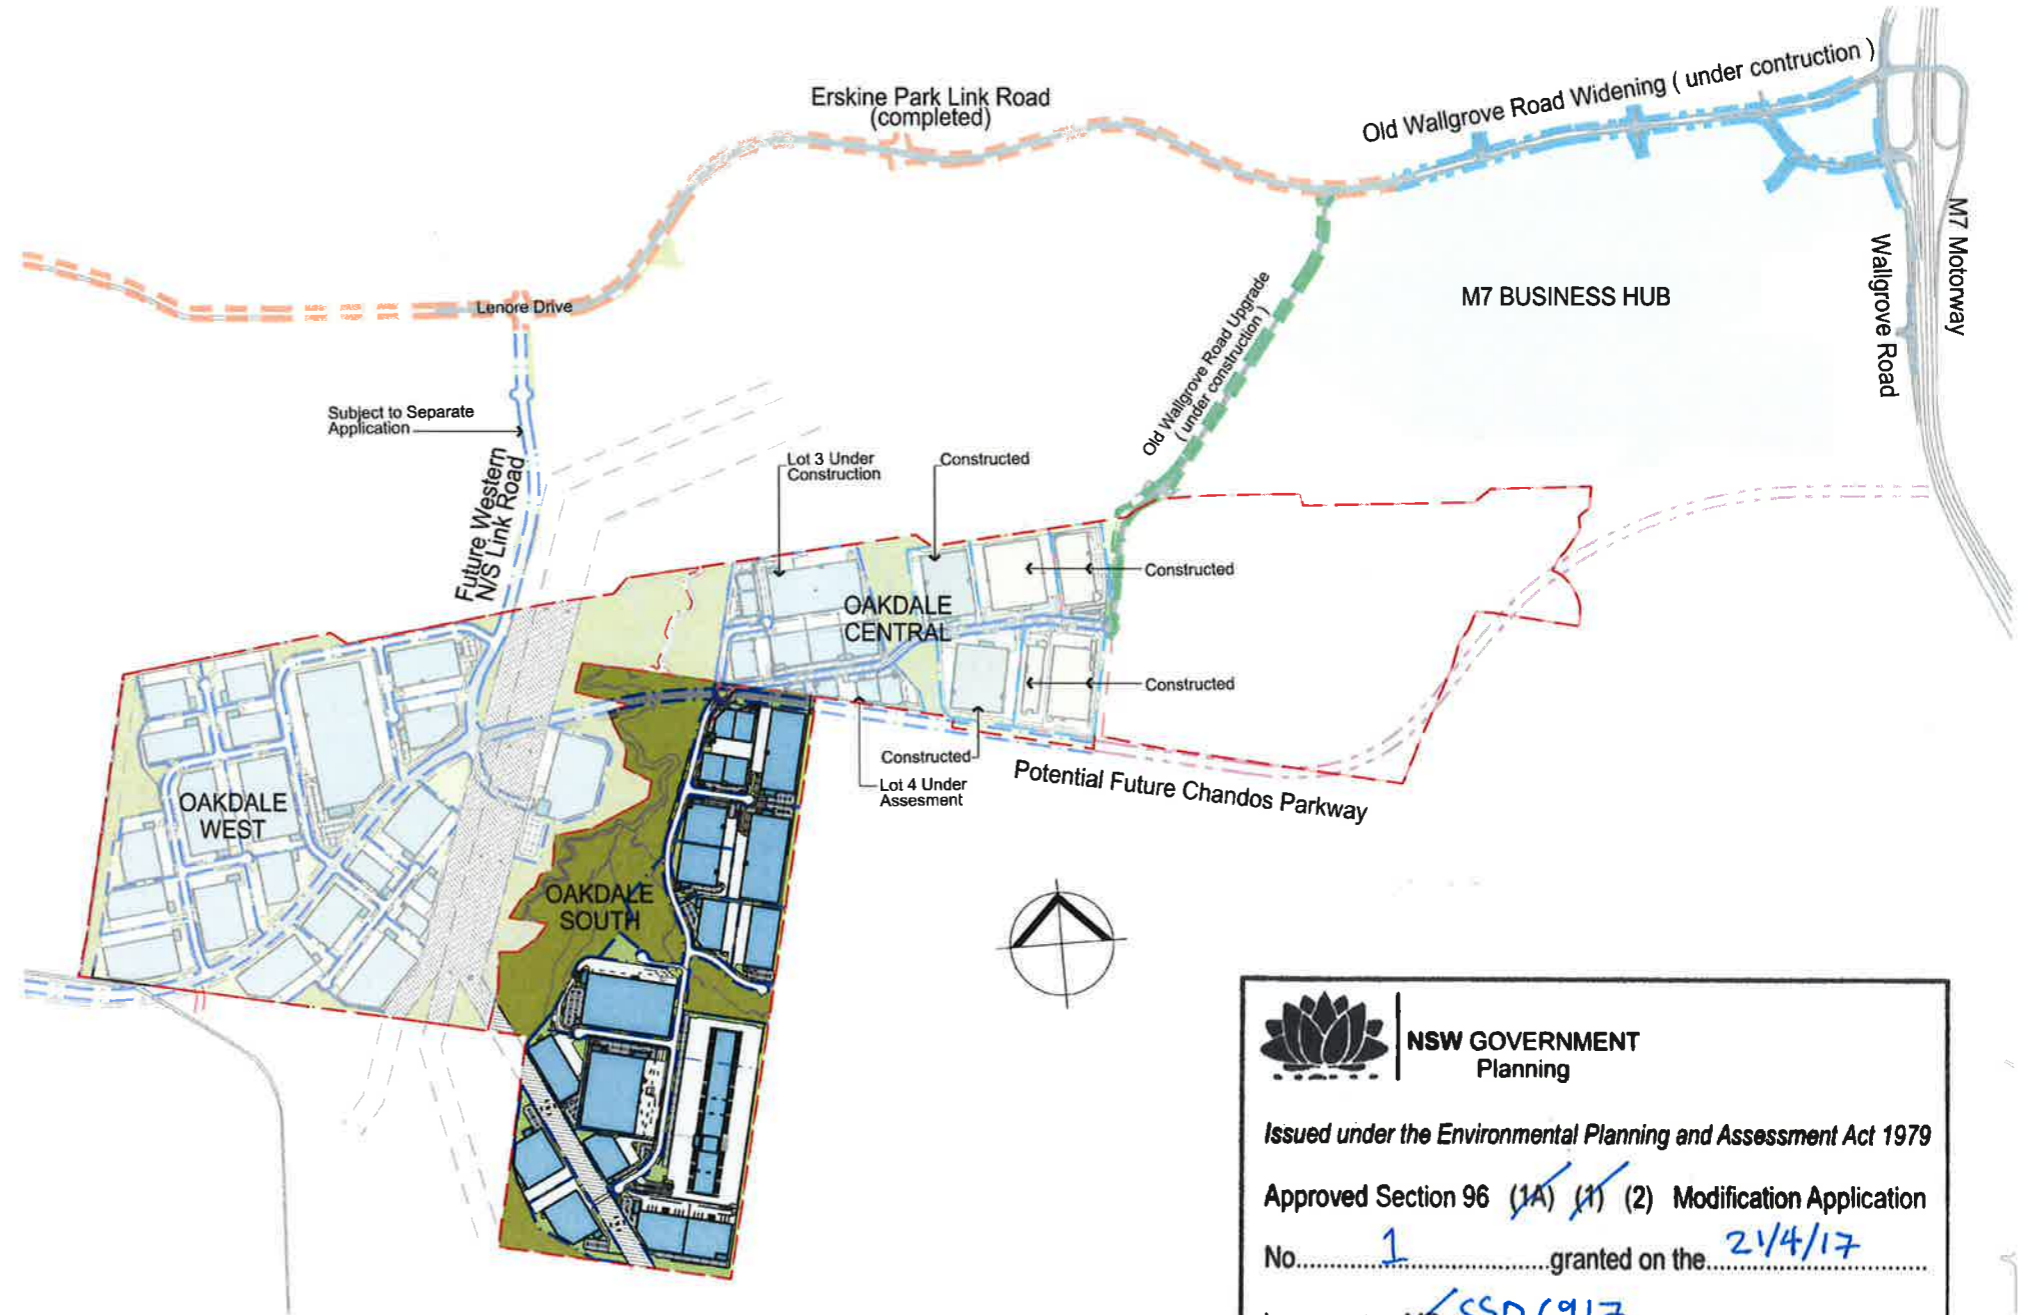 Erskine Park Link Road
(completed)
Old Wallgrove Road Widening ( under contruction )
M7 Motorway
Wallgrove Road
M7 BUSINESS HUB
Lenore Drive
Old Wallgrove Road Upgrade
( under construction )
Subject to Separate
Application
Future Western
N/S Link Road
Lot 3 Under
Construction
Constructed
Constructed
OAKDALE
CENTRAL
Constructed
Constructed
Lot 4 Under
Assesment
Potential Future Chandos Parkway
OAKDALE
WEST
OAKDALE
SOUTH
NSW GOVERNMENT
Planning
Issued under the Environmental Planning and Assessment Act 1979
Approved Section 96 (1A) (1) (2) Modification Application
No. 1 granted on the 21/4/17
SSD 6917